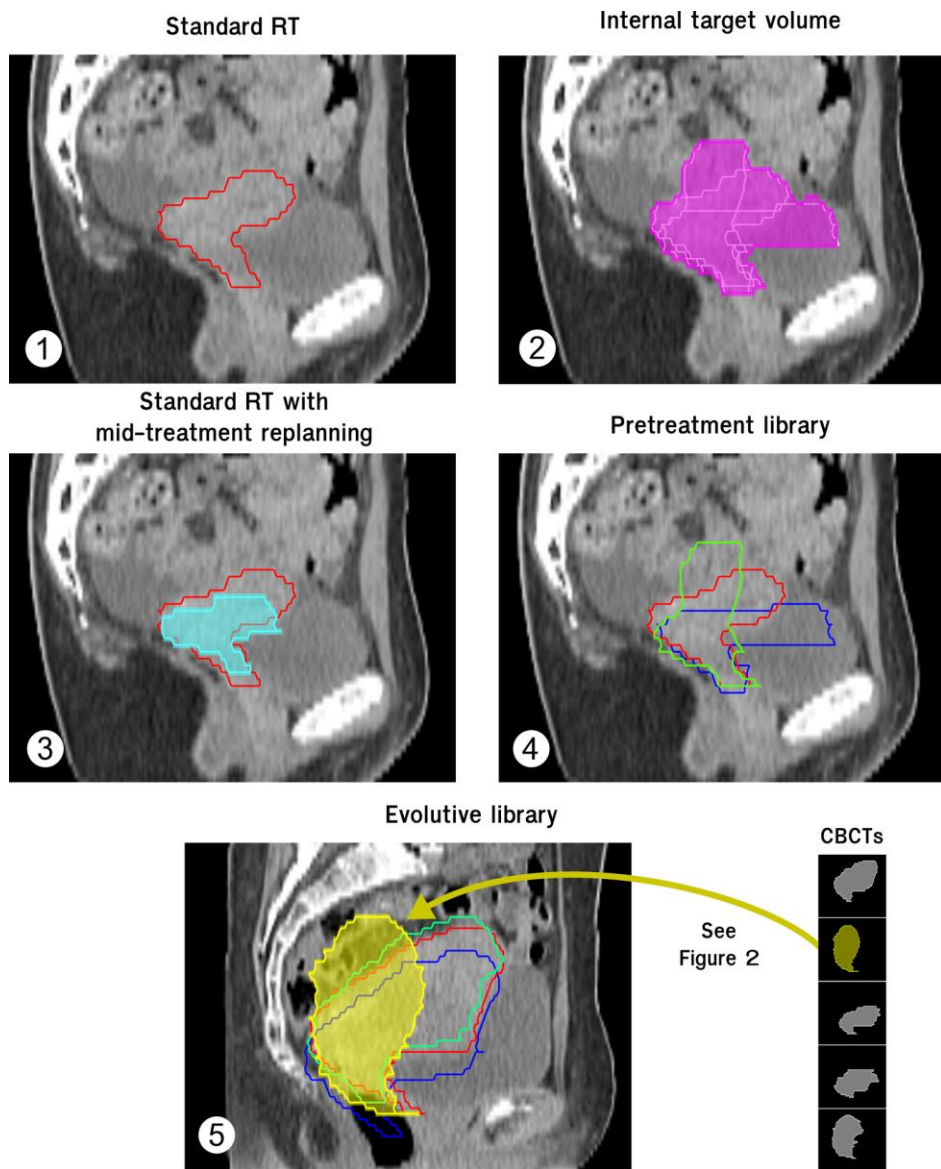 Standard RT
Internal target volume
1
2
Standard RT with
mid-treatment replanning
Pretreatment library
3
4
Evolutive library
CBCTs
See
Figure 2
5